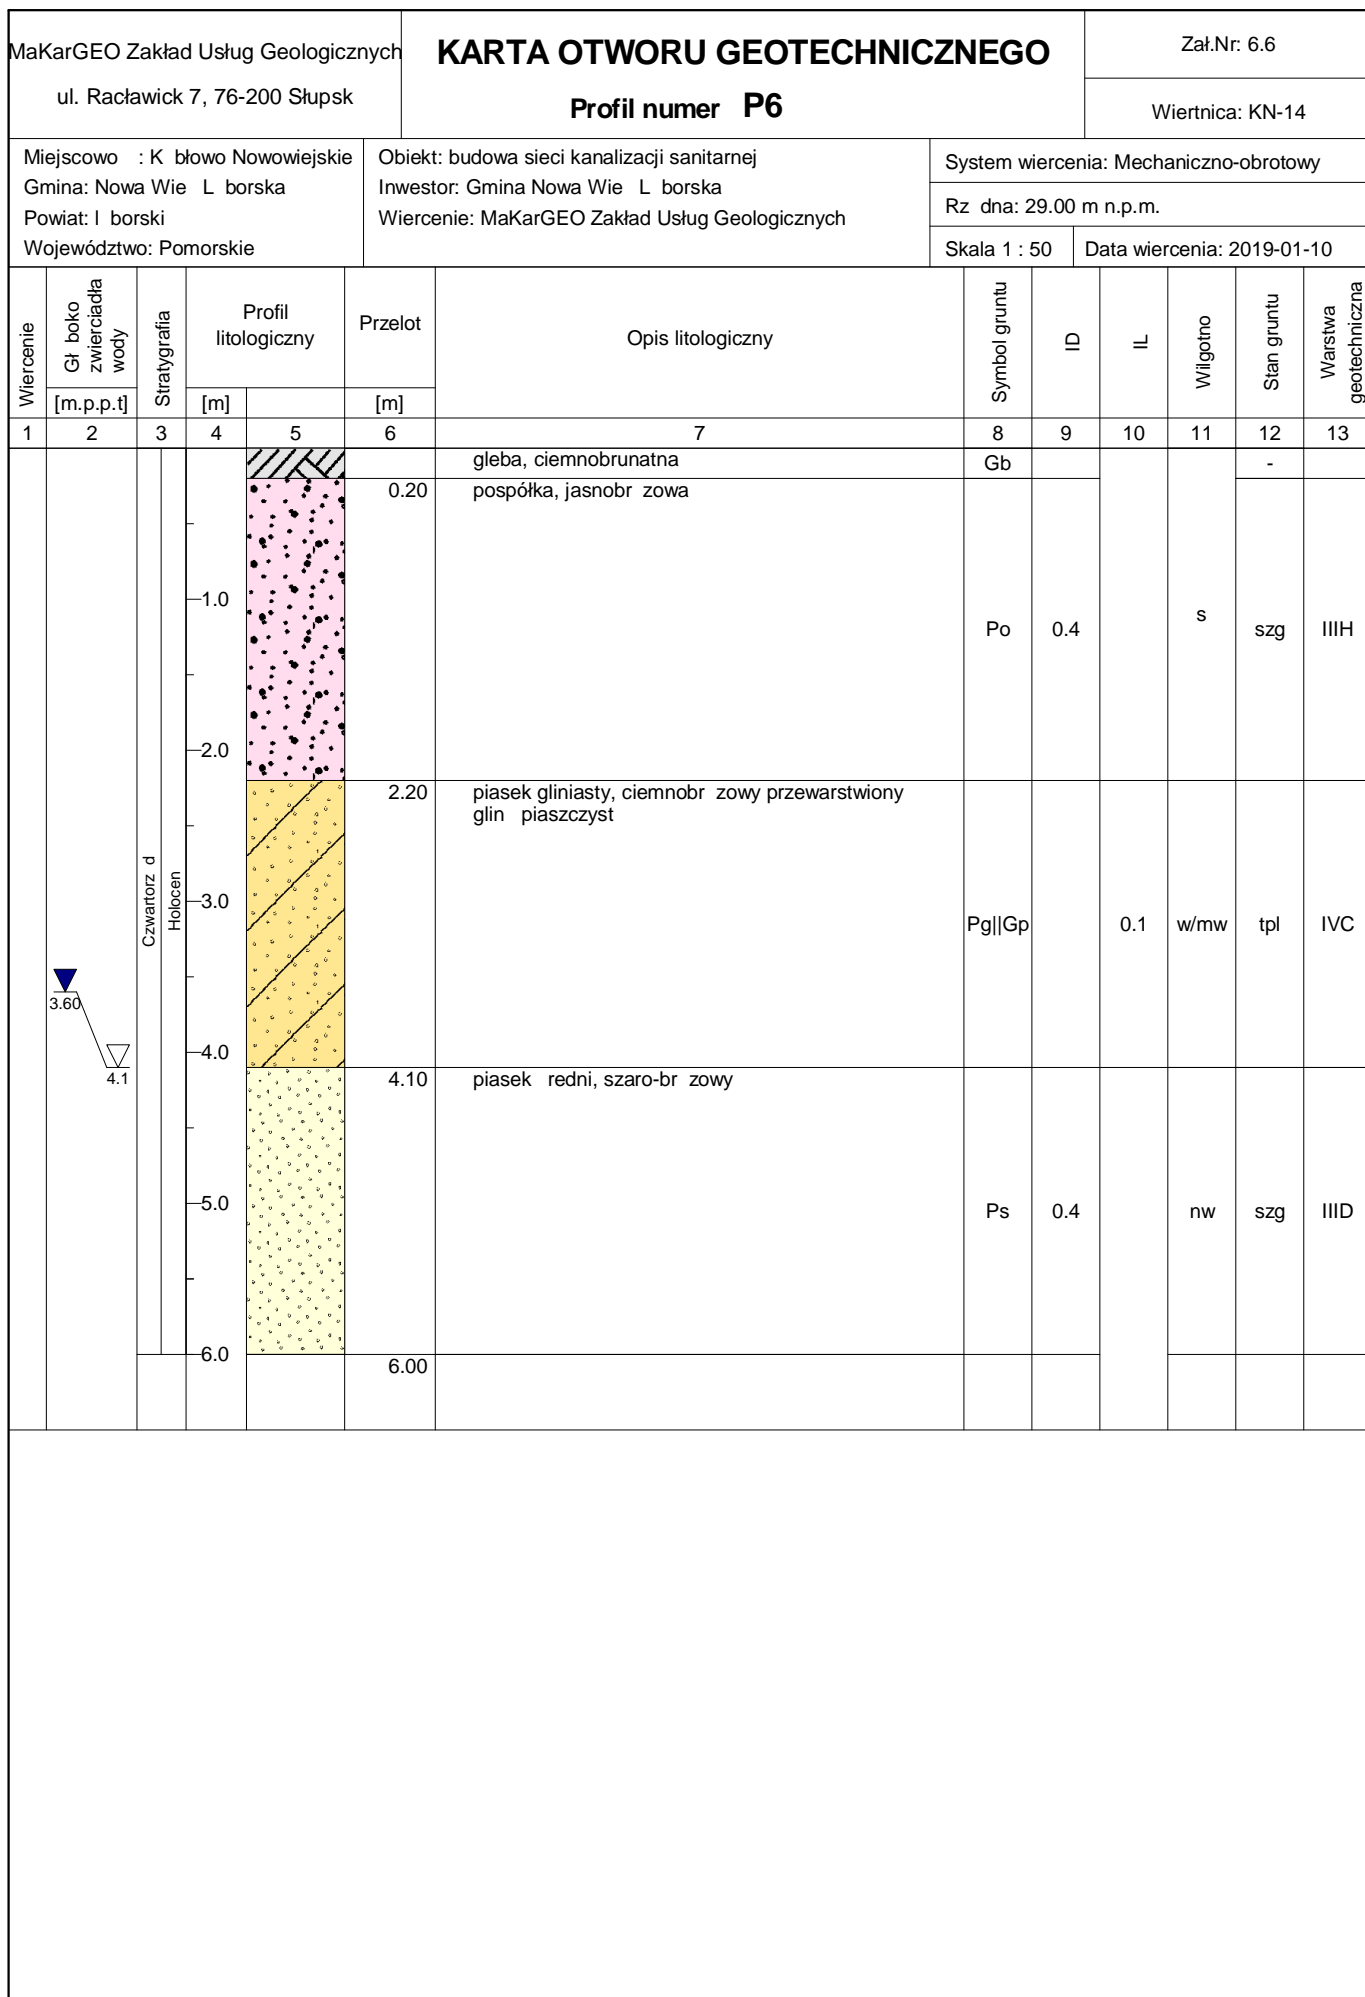 MaKarGEO Zakład Usług Geologicznych
ul. Racławick 7, 76-200 Słupsk
KARTA OTWORU GEOTECHNICZNEGO
Profil numer P6
Zał.Nr: 6.6
Wiertnica: KN-14
Miejscowo : K błowo Nowowiejskie
Gmina: Nowa Wie L borska
Powiat: l borski
Województwo: Pomorskie
Obiekt: budowa sieci kanalizacji sanitarnej
Inwestor: Gmina Nowa Wie L borska
Wiercenie: MaKarGEO Zakład Usług Geologicznych
System wiercenia: Mechaniczno-obrotowy
Rz dna: 29.00 m n.p.m.
Skala 1 : 50
Data wiercenia: 2019-01-10
Wiercenie
Gł boko
zwierciadła
wody
[m.p.p.t]
Stratygrafia
Profil
litologiczny
[m]
Przelot
[m]
Opis litologiczny
Symbol gruntu
ID
IL
Wilgotno
Stan gruntu
Warstwa
geotechniczna
1 2 3 4 5 6 7 8 9 10 11 12 13
gleba, ciemnobrunatna Gb -
0.20 pospółka, jasnobr zowa
1.0
Po 0.4 s szg IIIH
2.0
2.20 piasek gliniasty, ciemnobr zowy przewarstwiony
glin piaszczyst
Czwartorz d
Holocen
3.0
Pg||Gp 0.1 w/mw tpl IVC
3.60
4.0
4.1
4.10 piasek redni, szaro-br zowy
5.0
Ps 0.4 nw szg IIID
6.0
6.00